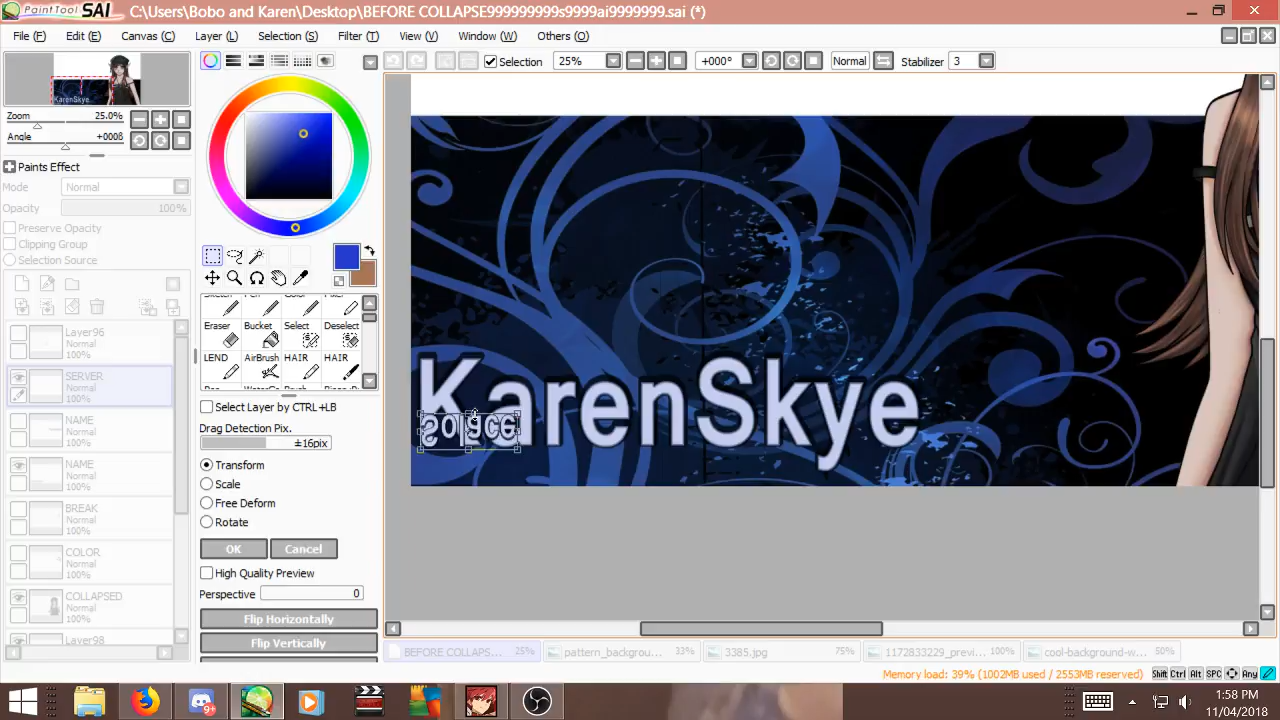 PaintTool SAI C:\Users\Bobo and Karen\Desktop\BEFORE COLLAPSE999999999s9999ai9999999.sai (*)
File (F) Edit (E) Canvas (C) Layer (L) Selection (S) Filter (T) View (V) Window (W) Others (O)
Selection 25% +000° Normal Stabilizer 3
KarenSkye
Zoom 25.0%
Angle +000ß
Paints Effect
Mode Normal
Opacity 100%
Preserve Opacity
Clipping Group
Selection Source
Layer96
Normal
100%
SERVER
Normal
100%
NAME
Normal
100%
NAME
Normal
100%
BREAK
Normal
100%
COLOR
Normal
100%
COLLAPSED
Normal
100%
Layer98
Normal
Eraser Bucket Select Deselect
LEND AirBrush HAIR HAIR
Select Layer by CTRL+LB
Drag Detection Pix.
±16pix
Transform
Scale
Free Deform
Rotate
OK Cancel
High Quality Preview
Perspective 0
Flip Horizontally
Flip Vertically
KarenSkye
Solace
BEFORE COLLAPS... 25% pattern_backgrou... 33% 3385.jpg 75% 1172833229_previ... 100% cool-background-w... 50%
Memory load: 39% (1002MB used / 2553MB reserved) Shift Ctrl Alt SPC Any
9+
1:58 PM
11/04/2018